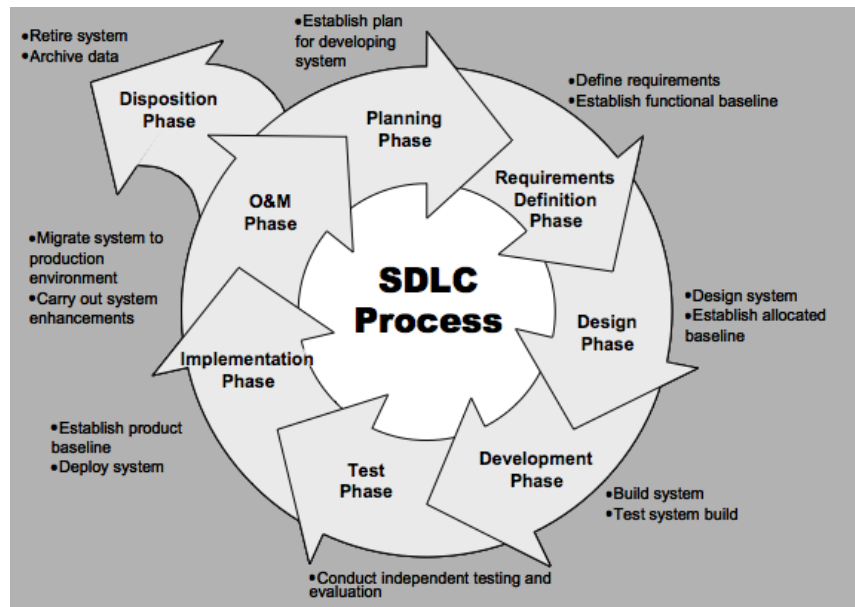 •Retire system
•Archive data
Disposition
Phase
•Establish plan
for developing
system
Planning
Phase
•Define requirements
•Establish functional baseline
Requirements
Definition
Phase
•Design system
•Establish allocated
baseline
Design
Phase
•Build system
•Test system build
Development
Phase
•Conduct independent testing and
evaluation
Test
Phase
•Establish product
baseline
•Deploy system
Implementation
Phase
•Migrate system to
production
environment
•Carry out system
enhancements
O&M
Phase
SDLC
Process